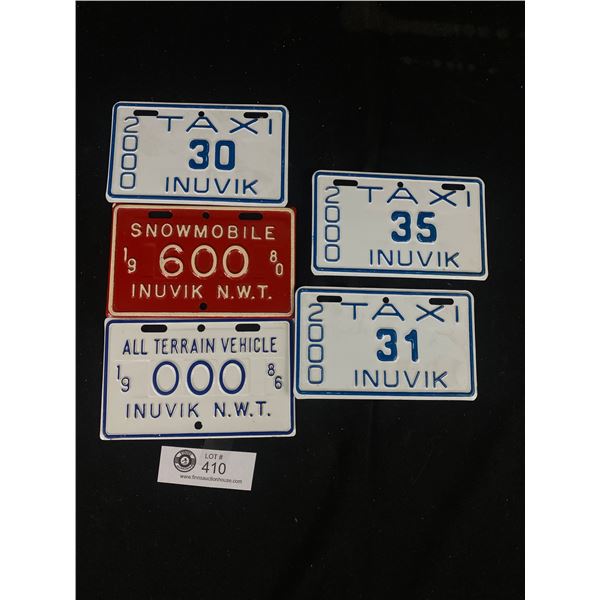 2000 TAXI
30
INUVIK
SNOWMOBILE
19 600 80
INUVIK N.W.T.
ALL TERRAIN VEHICLE
19 000 86
INUVIK N.W.T.
2000 TAXI
35
INUVIK
2000 TAXI
31
INUVIK
LOT #
410
www.finnsauctionhouse.com